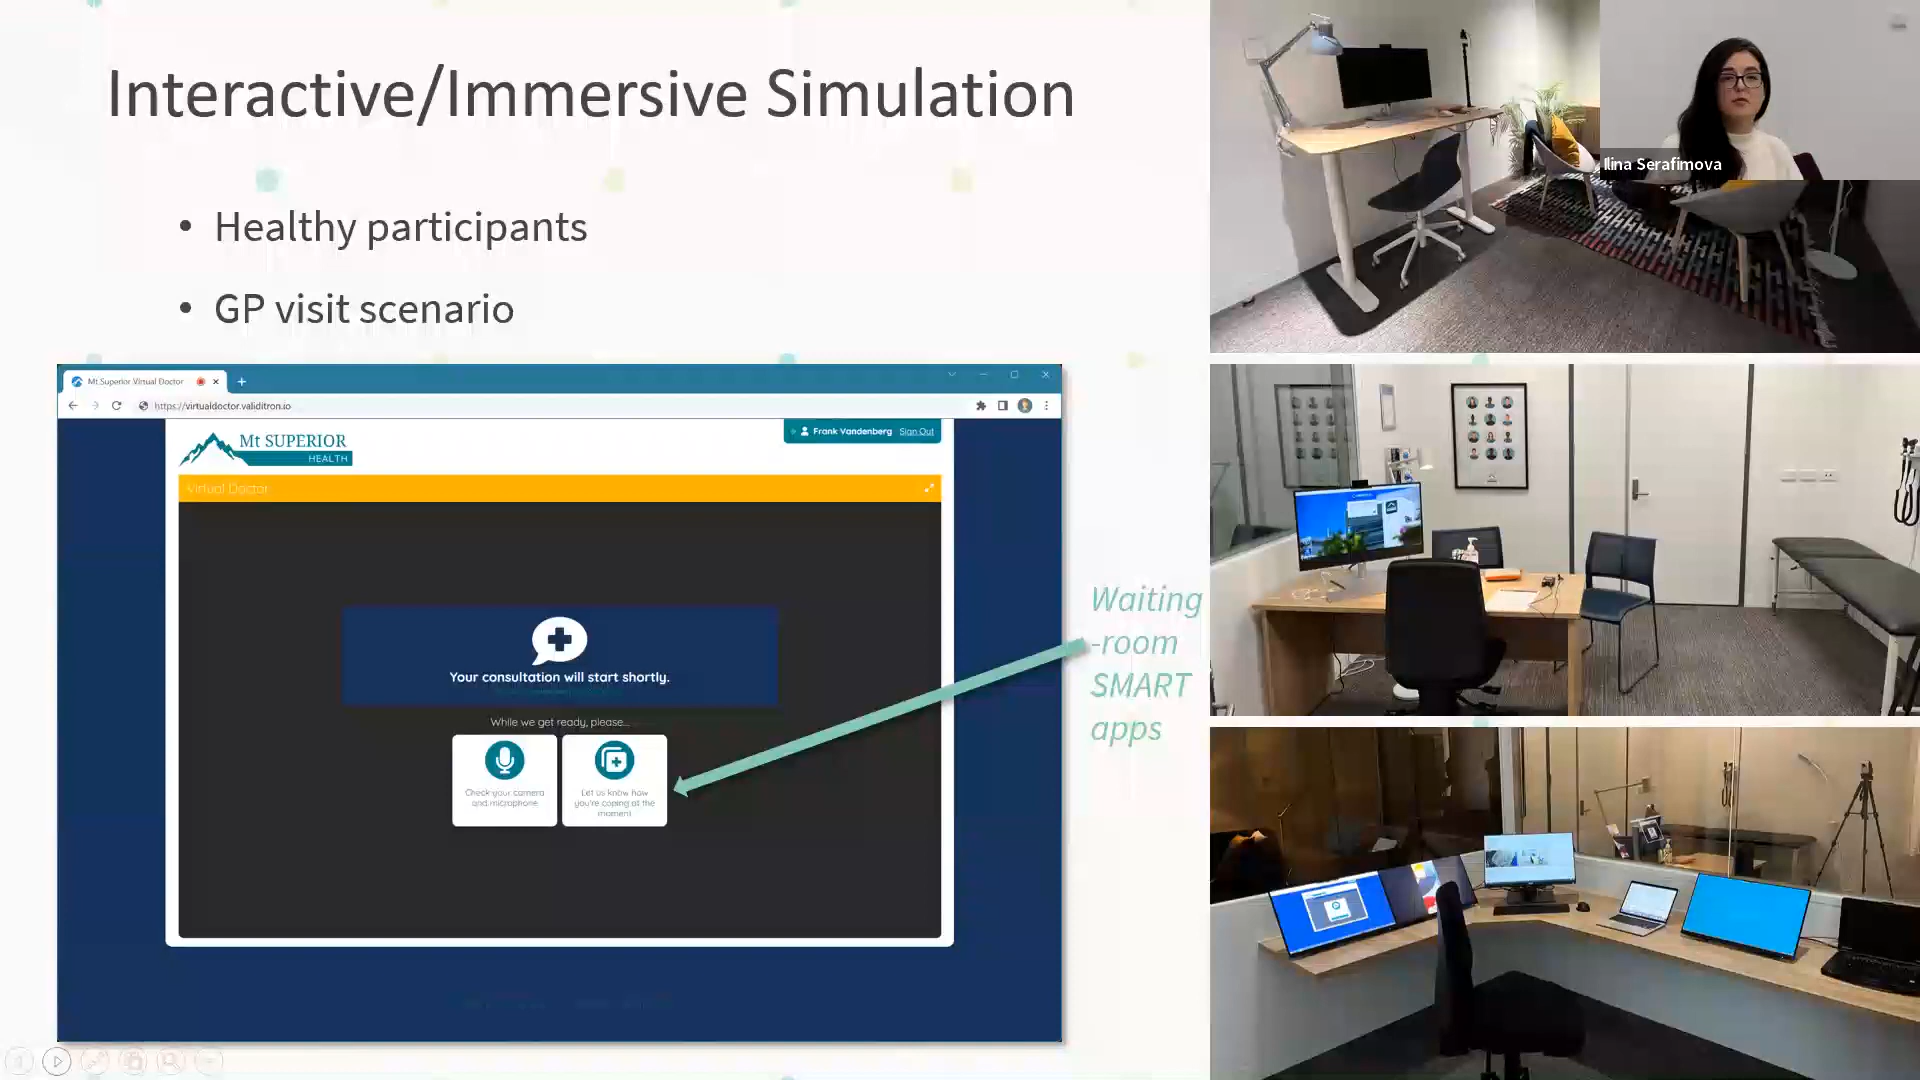 Interactive/Immersive Simulation
Ilina Serafimova
• Healthy participants
• GP visit scenario
Mt Superior Virtual Doctor
https://virtualdoctor.validitron.io
Mt SUPERIOR
HEALTH
Frank Vandenberg Sign Out
Virtual Doctor
Your consultation will start shortly.
While we get ready, please...
Check your camera
and microphone
Let us know how
you're coping at the
moment
Waiting
-room
SMART
apps